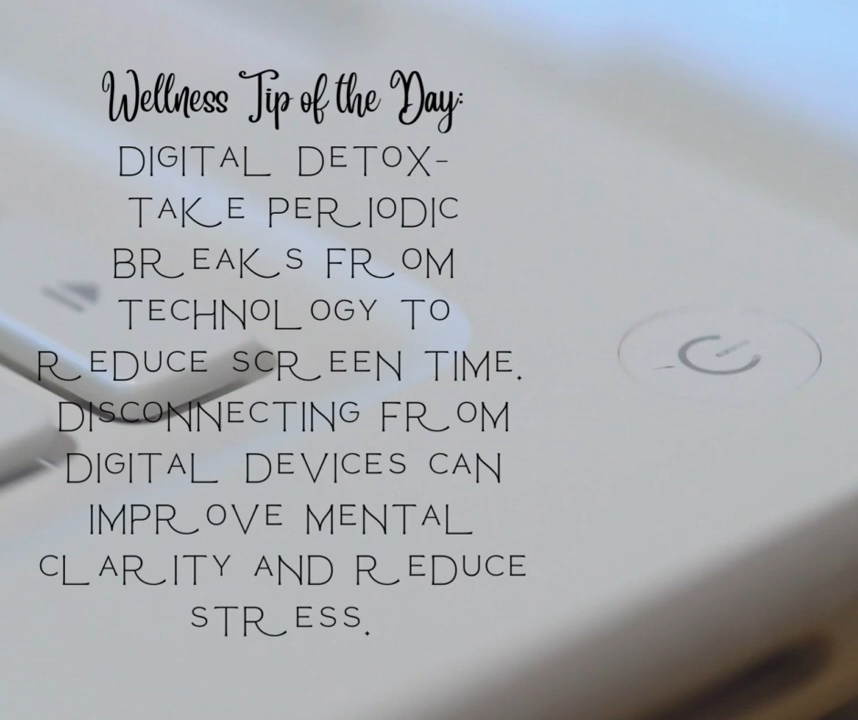 Wellness Tip of the Day:
DIGITAL DETOX-
TAKE PERIODIC
BREAKS FROM
TECHNOLOGY TO
REDUCE SCREEN TIME.
DISCONNECTING FROM
DIGITAL DEVICES CAN
IMPROVE MENTAL
CLARITY AND REDUCE
STRESS.